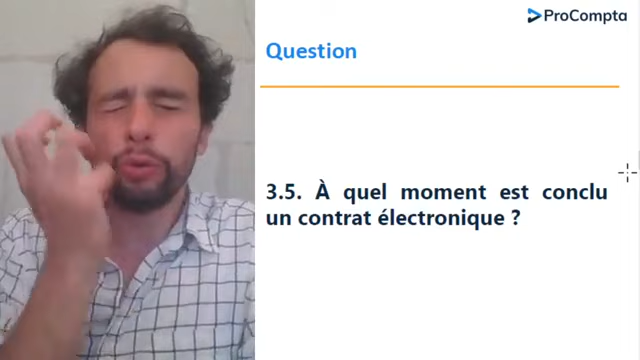 ProCompta
Question
3.5. À quel moment est conclu
un contrat électronique ?